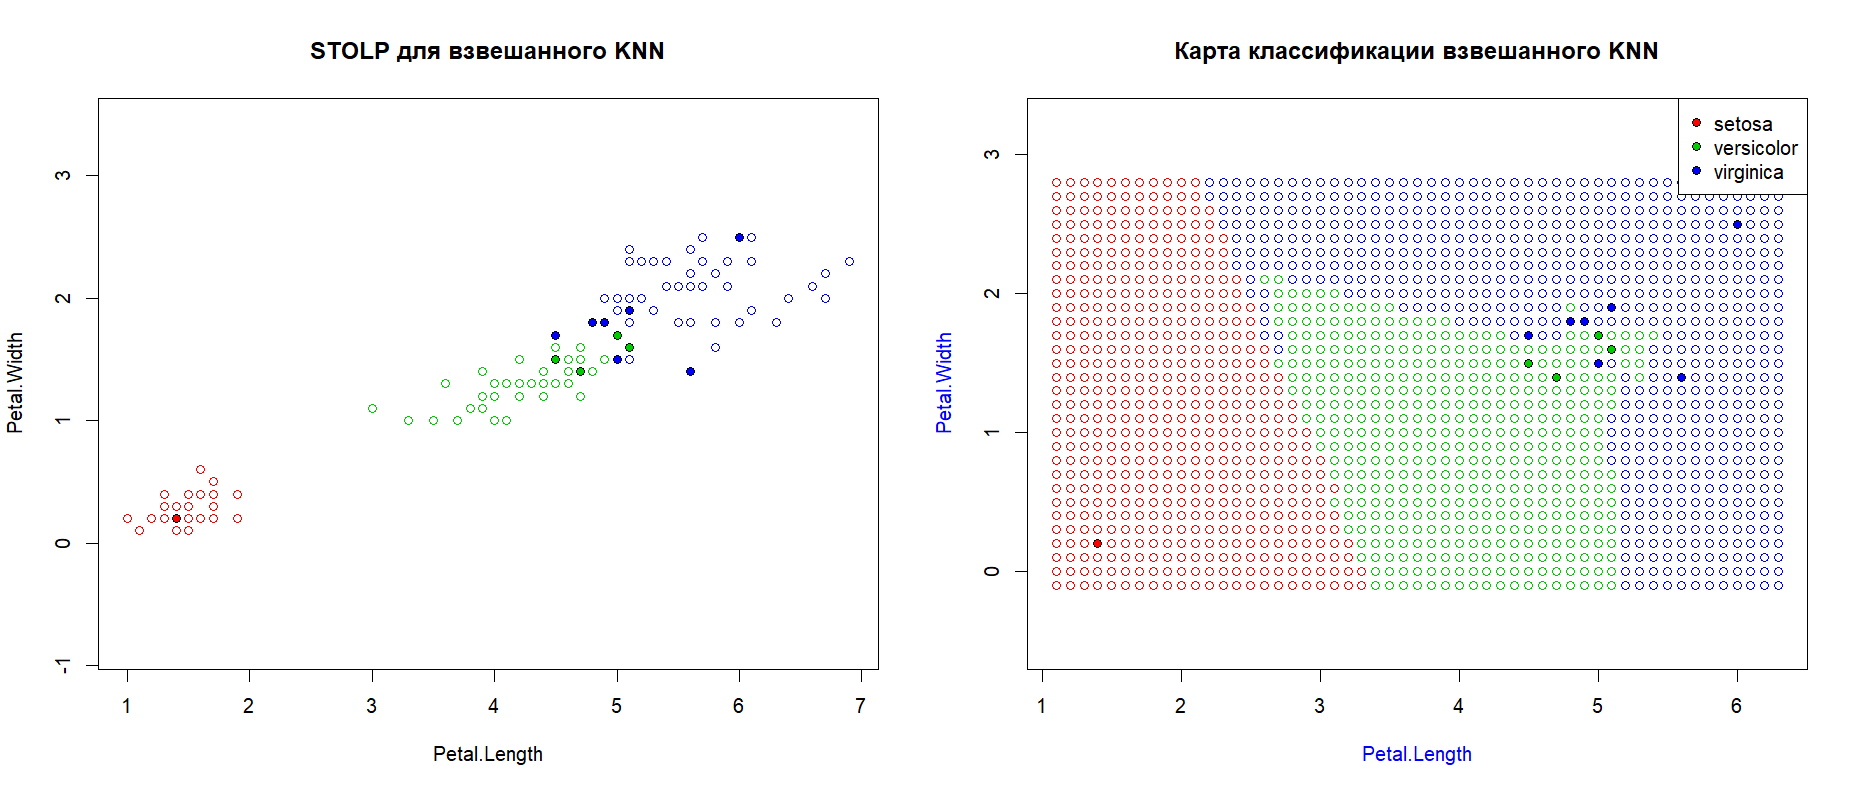 STOLP для взвешанного KNN
Petal.Width
3
2
1
0
-1
1 2 3 4 5 6 7
Petal.Length
Карта классификации взвешанного KNN
setosa
versicolor
virginica
Petal.Width
3
2
1
0
1 2 3 4 5 6
Petal.Length